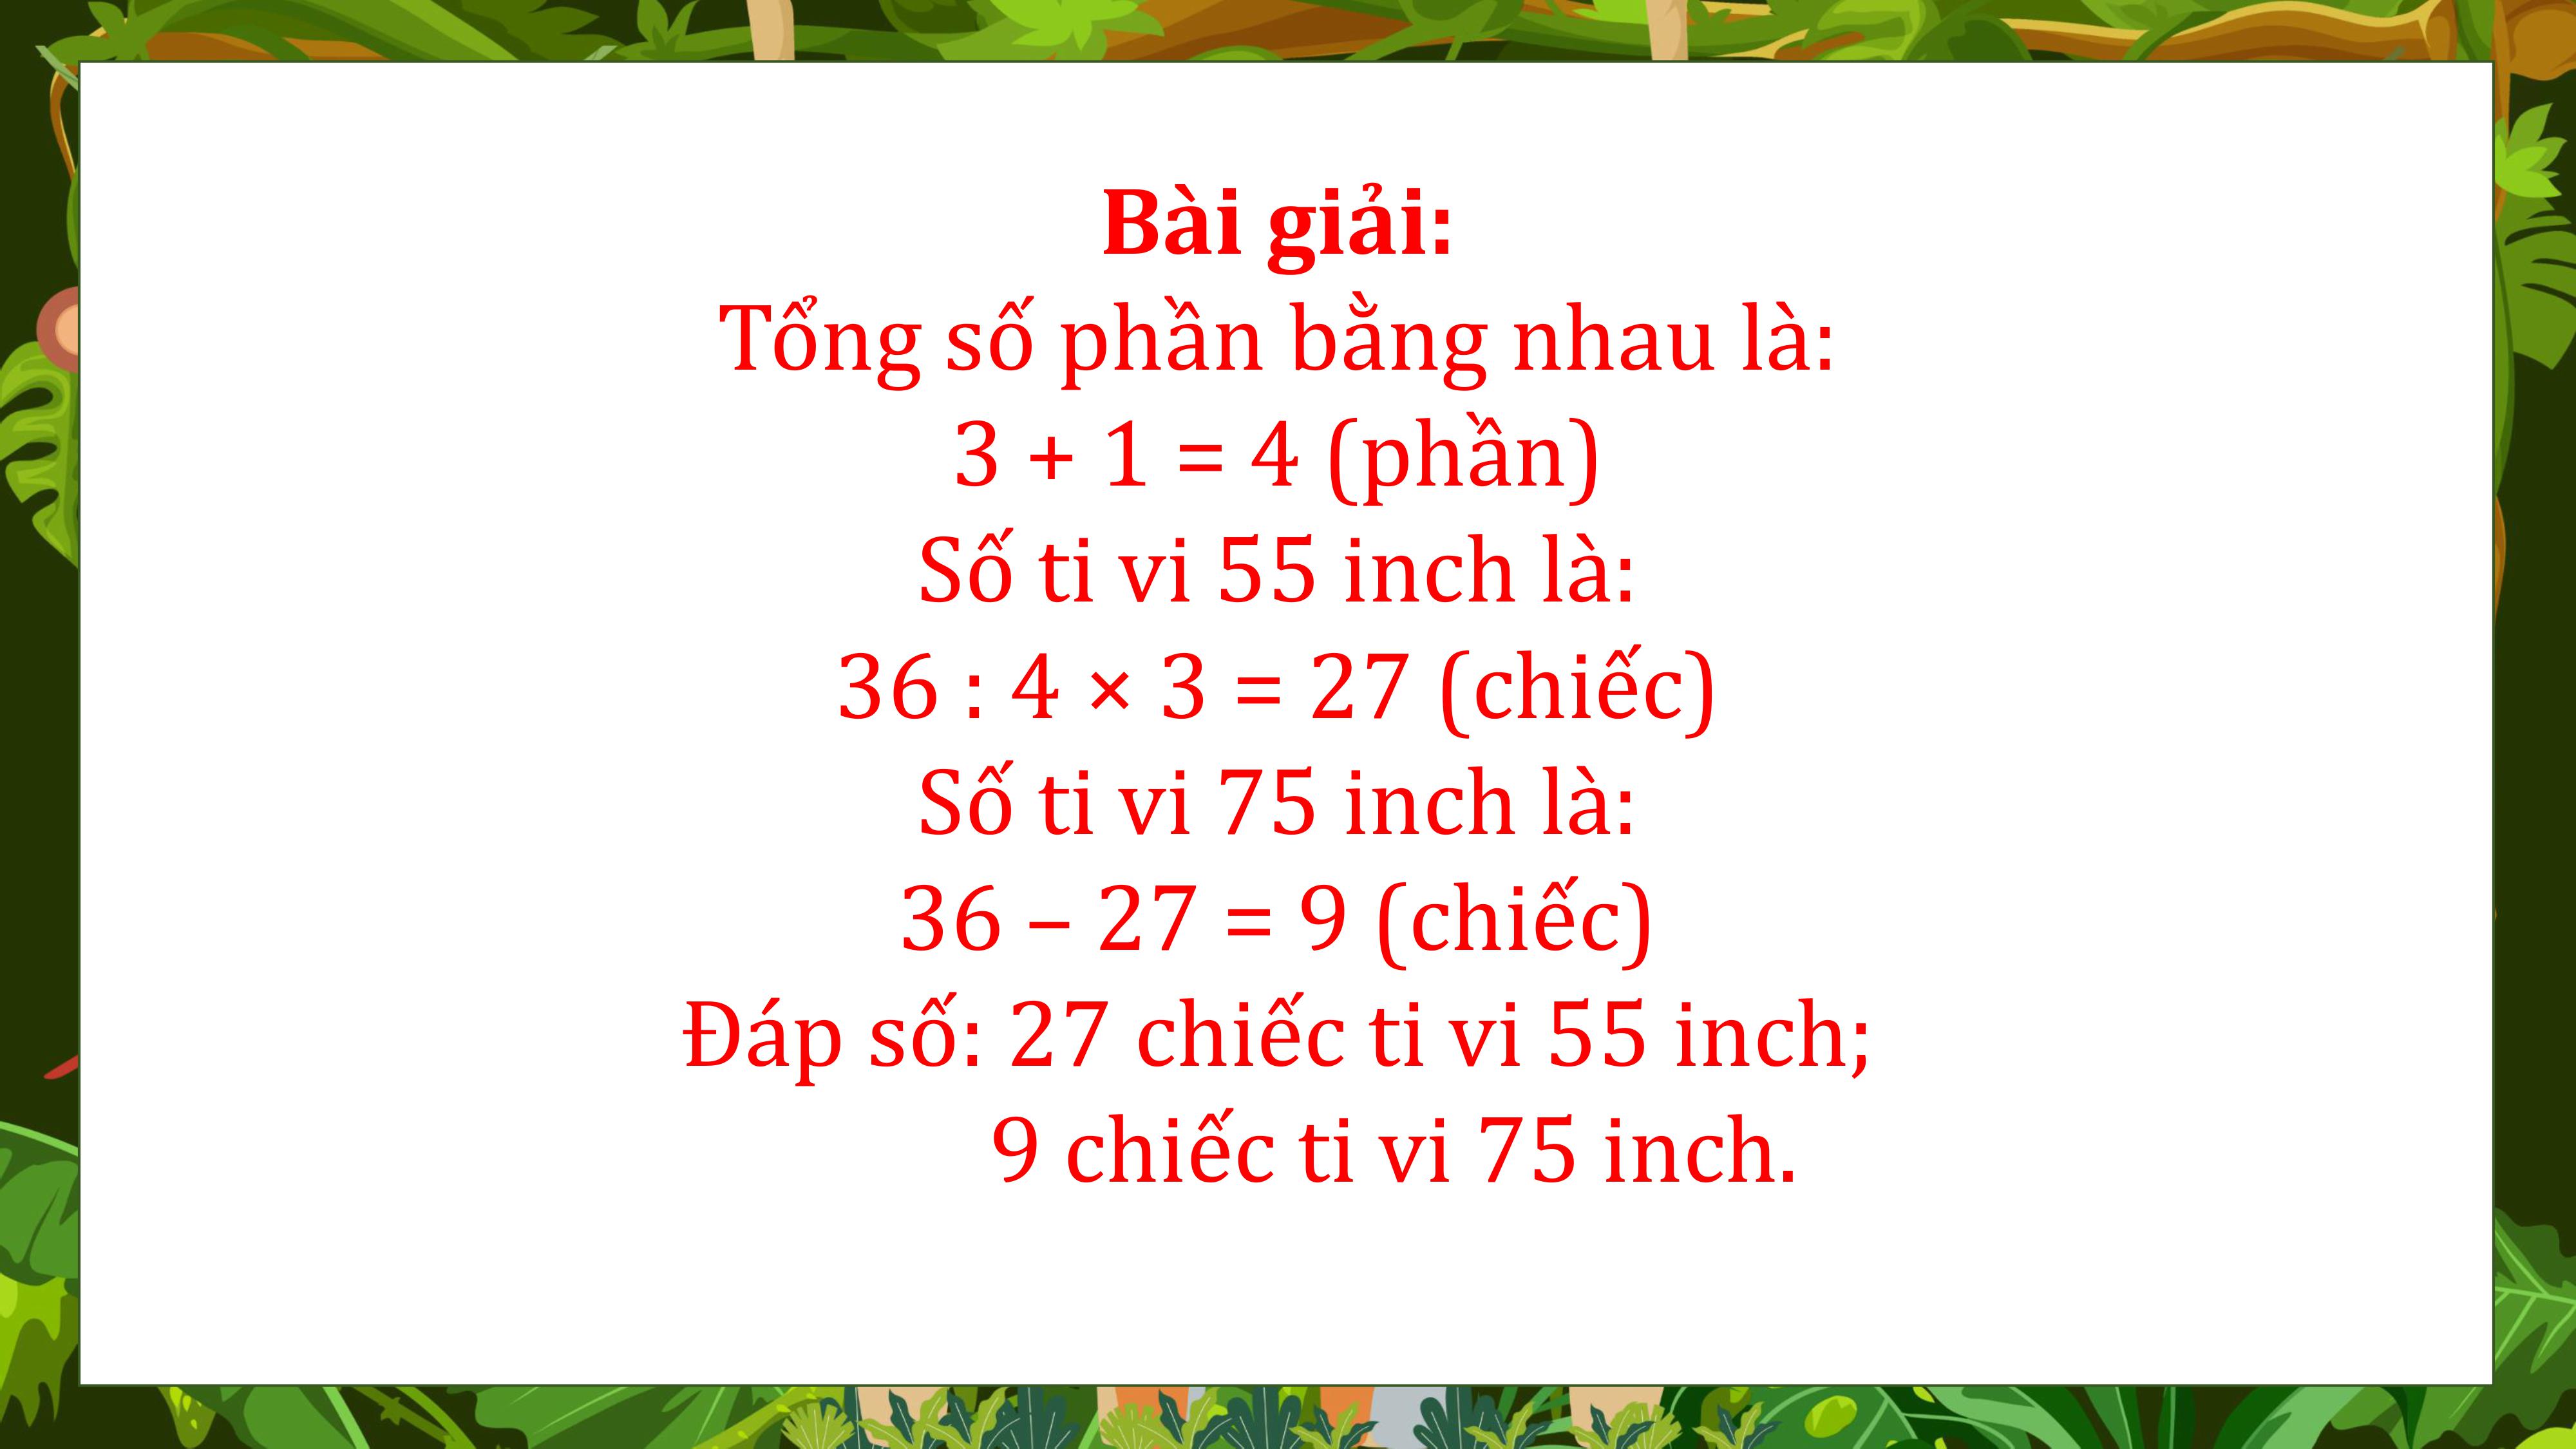 Bài giải:
Tổng số phần bằng nhau là:
3 + 1 = 4 (phần)
Số ti vi 55 inch là:
36 : 4 × 3 = 27 (chiếc)
Số ti vi 75 inch là:
36 – 27 = 9 (chiếc)
Đáp số: 27 chiếc ti vi 55 inch;
9 chiếc ti vi 75 inch.